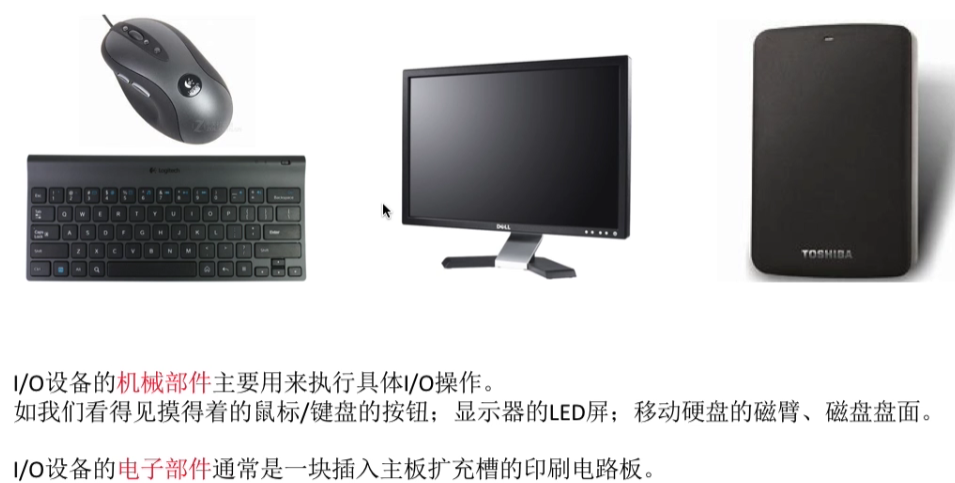 Logitech
DELL
TOSHIBA
I/O设备的机械部件主要用来执行具体I/O操作。
如我们看得见摸得着的鼠标/键盘的按钮；显示器的LED屏；移动硬盘的磁臂、磁盘盘面。
I/O设备的电子部件通常是一块插入主板扩充槽的印刷电路板。